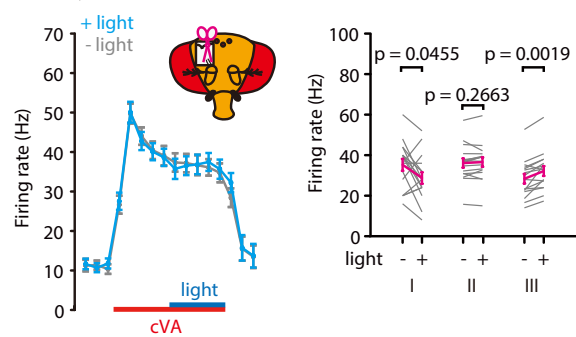 + light
- light
Firing rate (Hz)
70
60
50
40
30
20
10
0
light
cVA
Firing rate (Hz)
100
80
60
40
20
0
p = 0.0455
p = 0.0019
p = 0.2663
light - + - + - +
I II III